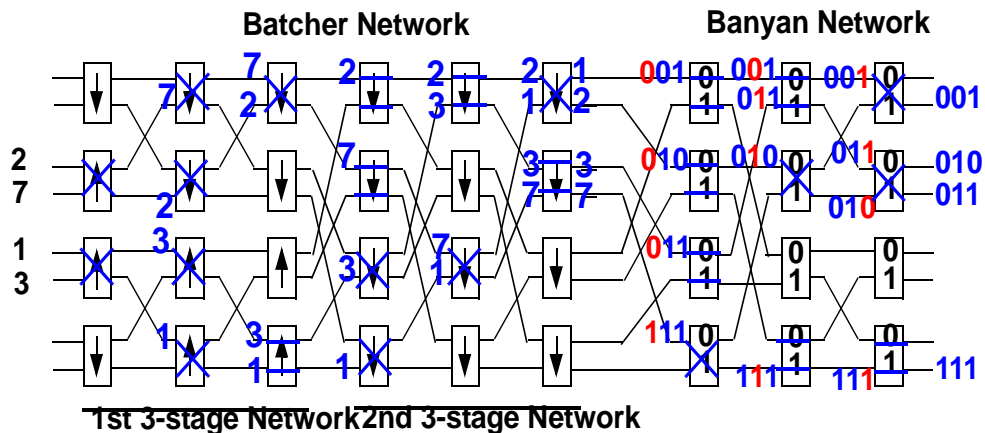 Batcher Network
Banyan Network
7 2 2 2 1 001 0 001 0 001 0
7 2 3 1 2 1 011 1 1 001
2 7 3 3 010 0 010 0 011 0 010
7 2 7 7 1 1 010 1 011
1 3 7 011 0 0 0
3 3 1 1 1 1
1 3 111 0 0 0
1 1 1 111 1 111 1 111
1st 3-stage Network 2nd 3-stage Network